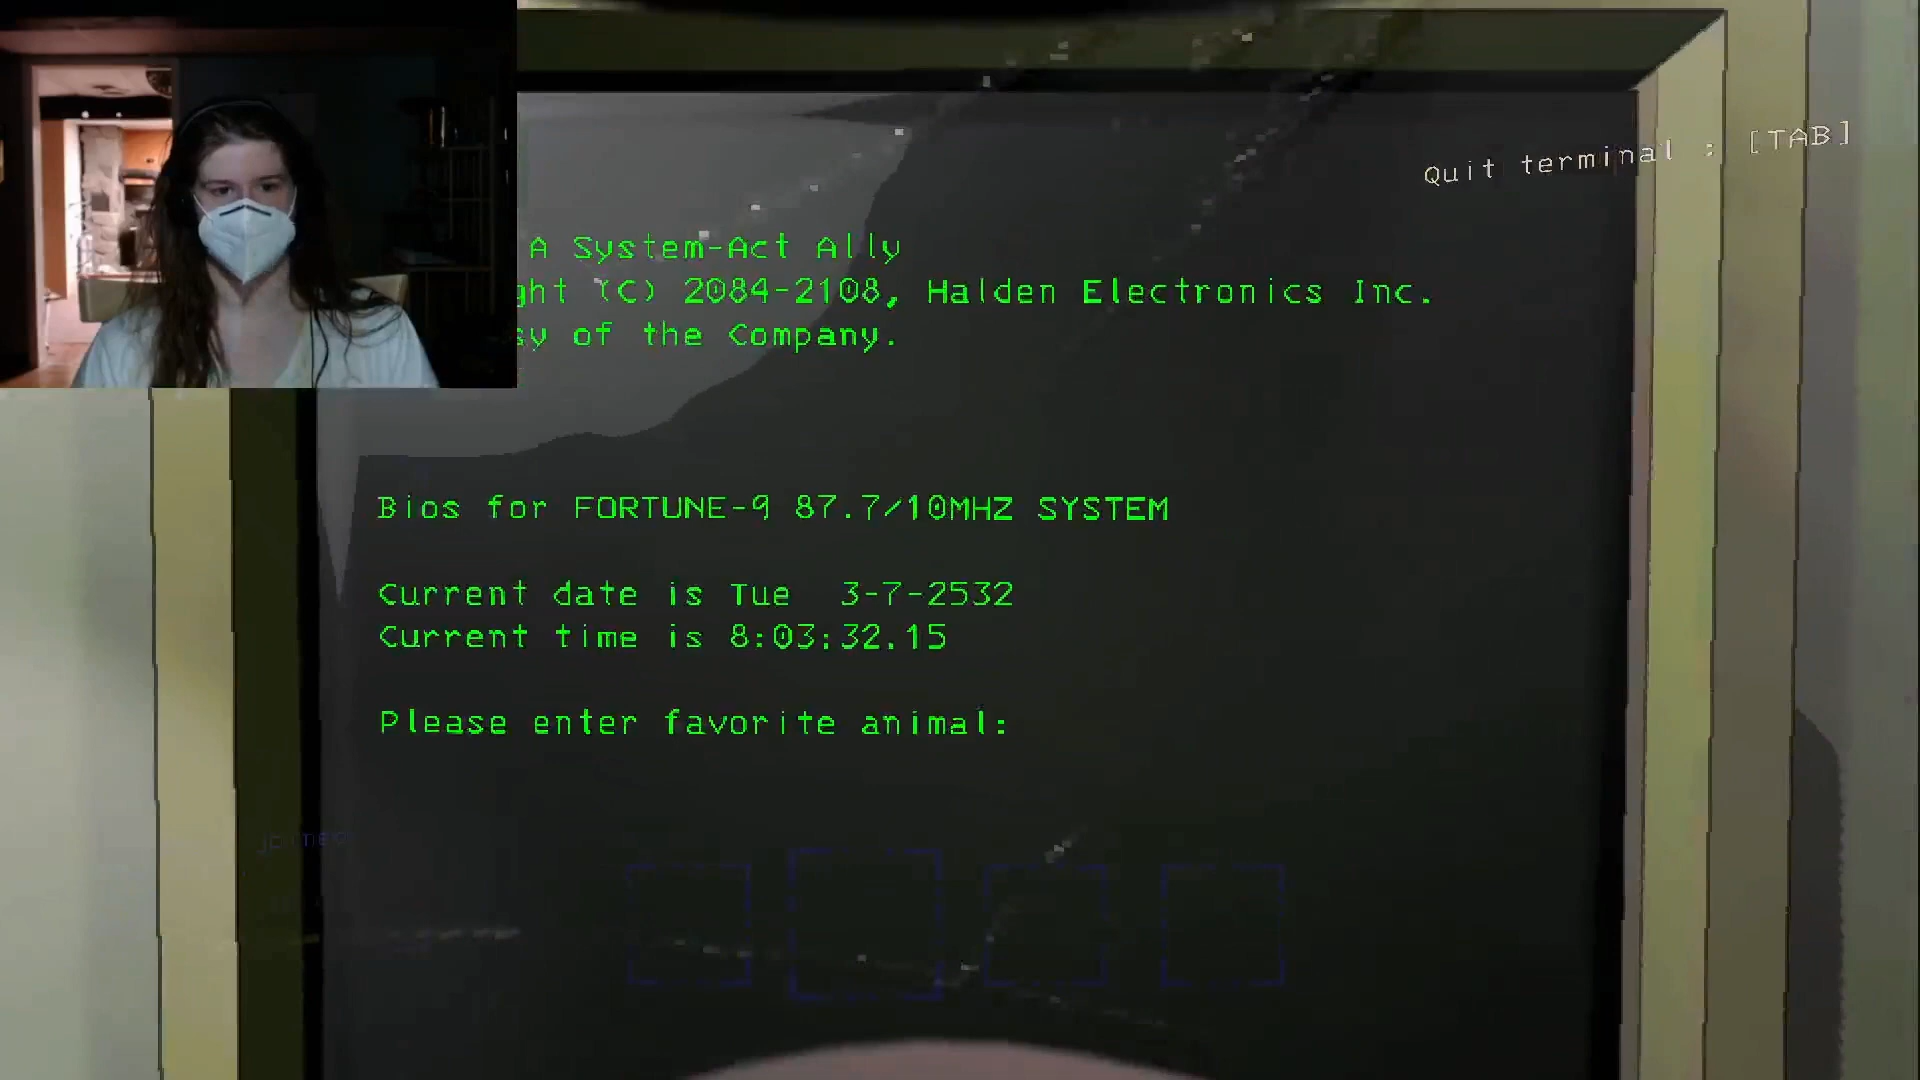 A System-Act Ally
ght (C) 2084-2108, Halden Electronics Inc.
sy of the Company.
Quit terminal : [TAB]
Bios for FORTUNE-9 87.7/10MHZ SYSTEM
Current date is Tue 3-7-2532
Current time is 8:03:32.15
Please enter favorite animal: